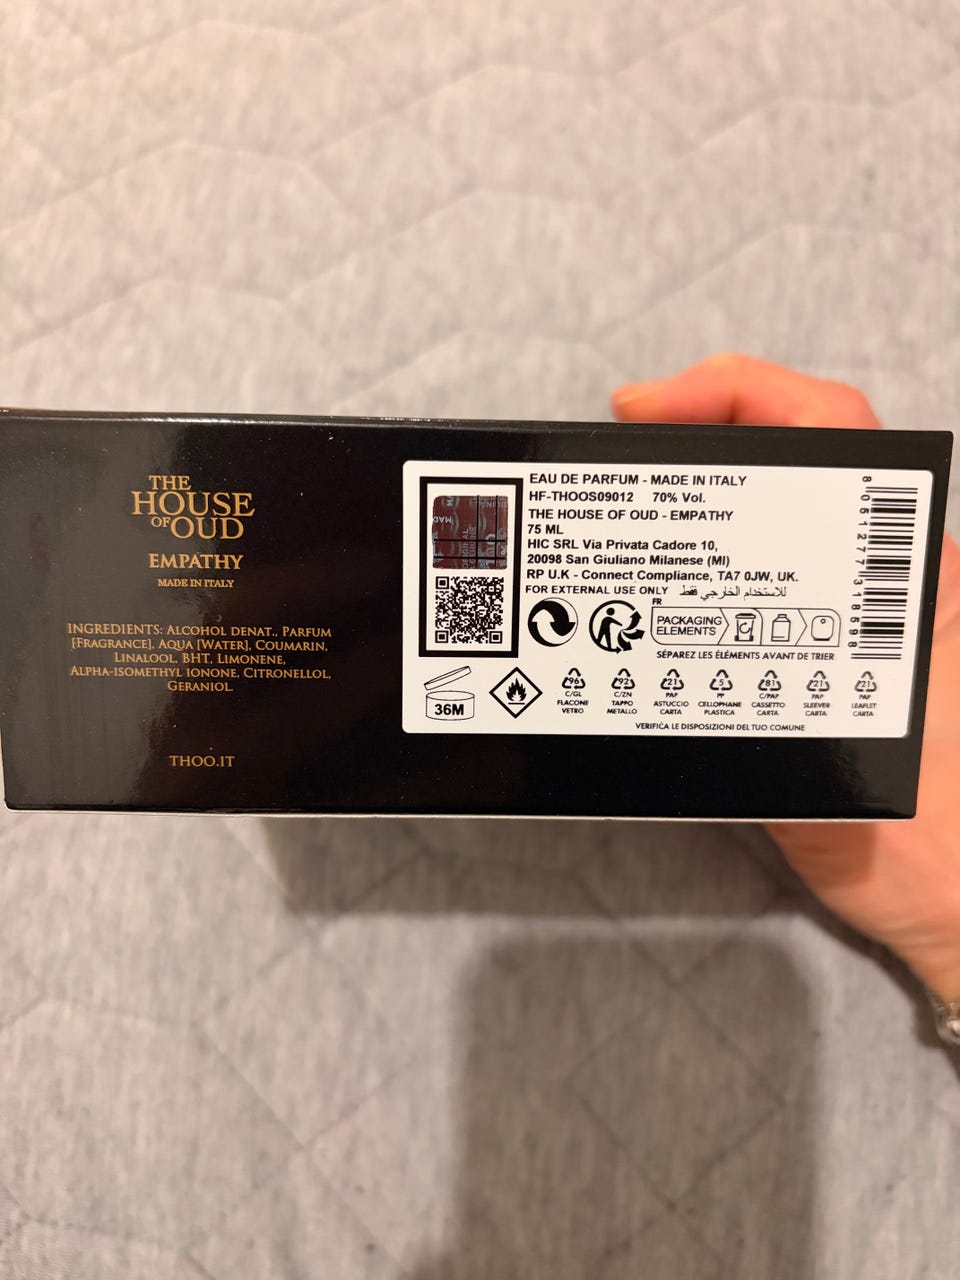 THE
HOUSE
OF OUD
EMPATHY
MADE IN ITALY
INGREDIENTS: ALCOHOL DENAT., PARFUM
[FRAGRANCE], AQUA [WATER], COUMARIN,
LINALOOL, BHT, LIMONENE,
ALPHA-ISOMETHYL IONONE, CITRONELLOL,
GERANIOL.
THOO.IT
EAU DE PARFUM - MADE IN ITALY
HF-THOOS09012 70% Vol.
THE HOUSE OF OUD - EMPATHY
75 ML
HIC SRL Via Privata Cadore 10,
20098 San Giuliano Milanese (MI)
RP U.K - Connect Compliance, TA7 0JW, UK.
FOR EXTERNAL USE ONLY للاستخدام الخارجي فقط
FR
PACKAGING
ELEMENTS
SÉPAREZ LES ÉLÉMENTS AVANT DE TRIER
36M
96
C/GL
FLACONE
VETRO
92
C/ZN
TAPPO
METALLO
21
PAP
ASTUCCIO
CARTA
5
PP
CELLOPHANE
PLASTICA
81
C/PAP
CASSETTO
CARTA
21
PAP
SLEEVER
CARTA
21
PAP
LEAFLET
CARTA
VERIFICA LE DISPOSIZIONI DEL TUO COMUNE
8051277318598